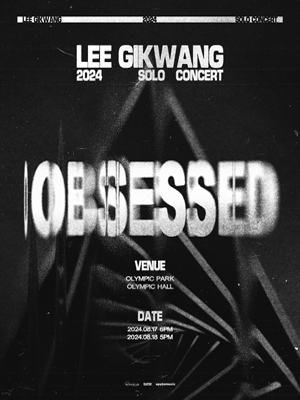 LEE GIKWANG 2024 SOLO CONCERT
LEE GIKWANG
2024 SOLO CONCERT
OBSESSED
VENUE
OLYMPIC PARK
OLYMPIC HALL
DATE
2024.08.17 6PM
2024.08.18 5PM